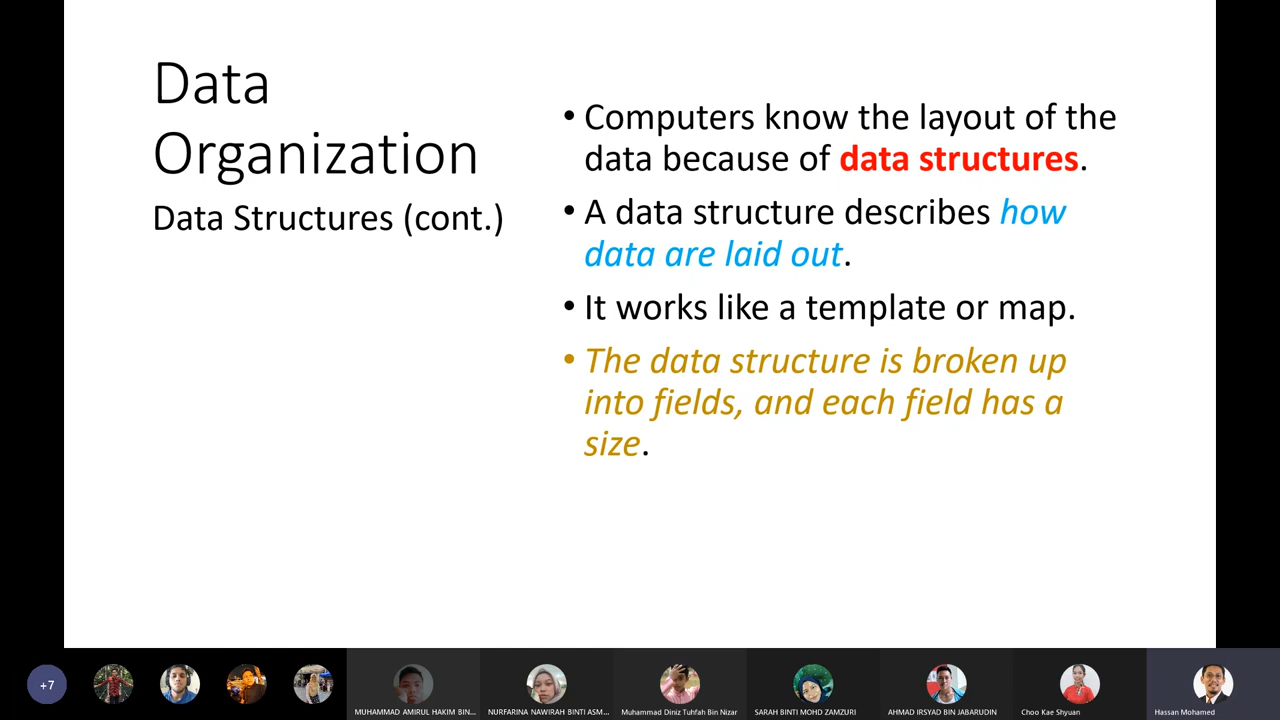 Data
Organization
Data Structures (cont.)
• Computers know the layout of the
data because of data structures.
• A data structure describes how
data are laid out.
• It works like a template or map.
• The data structure is broken up
into fields, and each field has a
size.
+7
MUHAMMAD AMIRUL HAKIM BIN...
NURFARINA NAWIRAH BINTI ASM...
Muhammad Diniz Tuhfah Bin Nizar
SARAH BINTI MOHD ZAMZURI
AHMAD IRSYAD BIN JABARUDIN
Choo Kae Shyuan
Hassan Mohamed